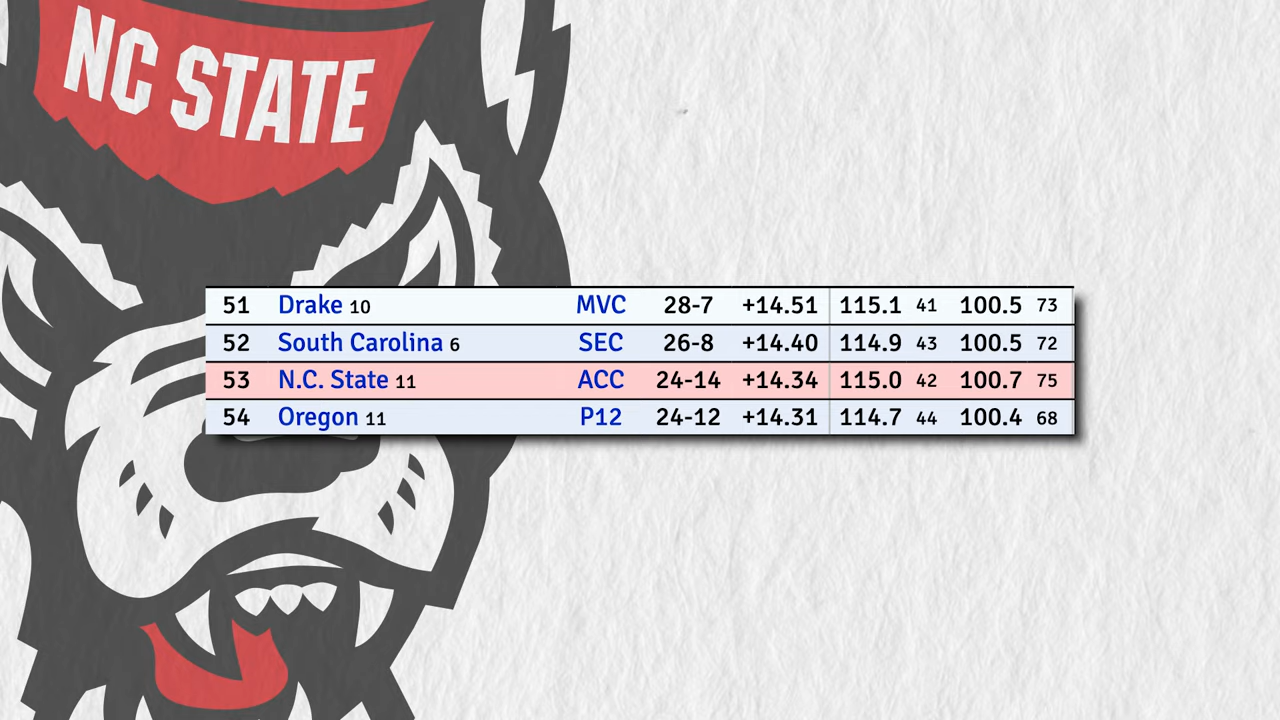 NC STATE
51 Drake 10 MVC 28-7 +14.51 115.1 41 100.5 73
52 South Carolina 6 SEC 26-8 +14.40 114.9 43 100.5 72
53 N.C. State 11 ACC 24-14 +14.34 115.0 42 100.7 75
54 Oregon 11 P12 24-12 +14.31 114.7 44 100.4 68